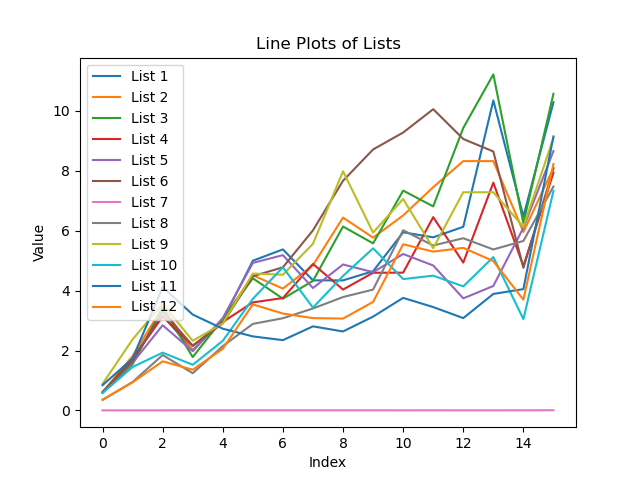 Line Plots of Lists
List 1
List 2
List 3
List 4
List 5
List 6
List 7
List 8
List 9
List 10
List 11
List 12
10
8
6
4
2
0
Value
0 2 4 6 8 10 12 14
Index